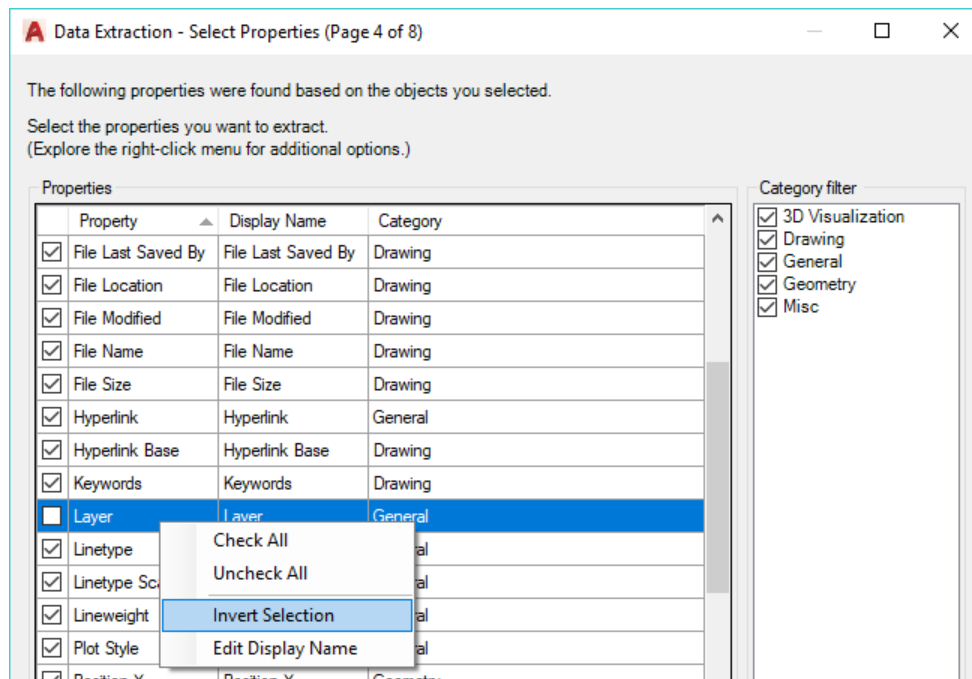 Data Extraction - Select Properties (Page 4 of 8)
The following properties were found based on the objects you selected.
Select the properties you want to extract.
(Explore the right-click menu for additional options.)
Properties
Property Display Name Category
File Last Saved By File Last Saved By Drawing
File Location File Location Drawing
File Modified File Modified Drawing
File Name File Name Drawing
File Size File Size Drawing
Hyperlink Hyperlink General
Hyperlink Base Hyperlink Base Drawing
Keywords Keywords Drawing
Layer Layer General
Linetype
Linetype Sca
Lineweight
Plot Style
Check All
Uncheck All
Invert Selection
Edit Display Name
Category filter
3D Visualization
Drawing
General
Geometry
Misc